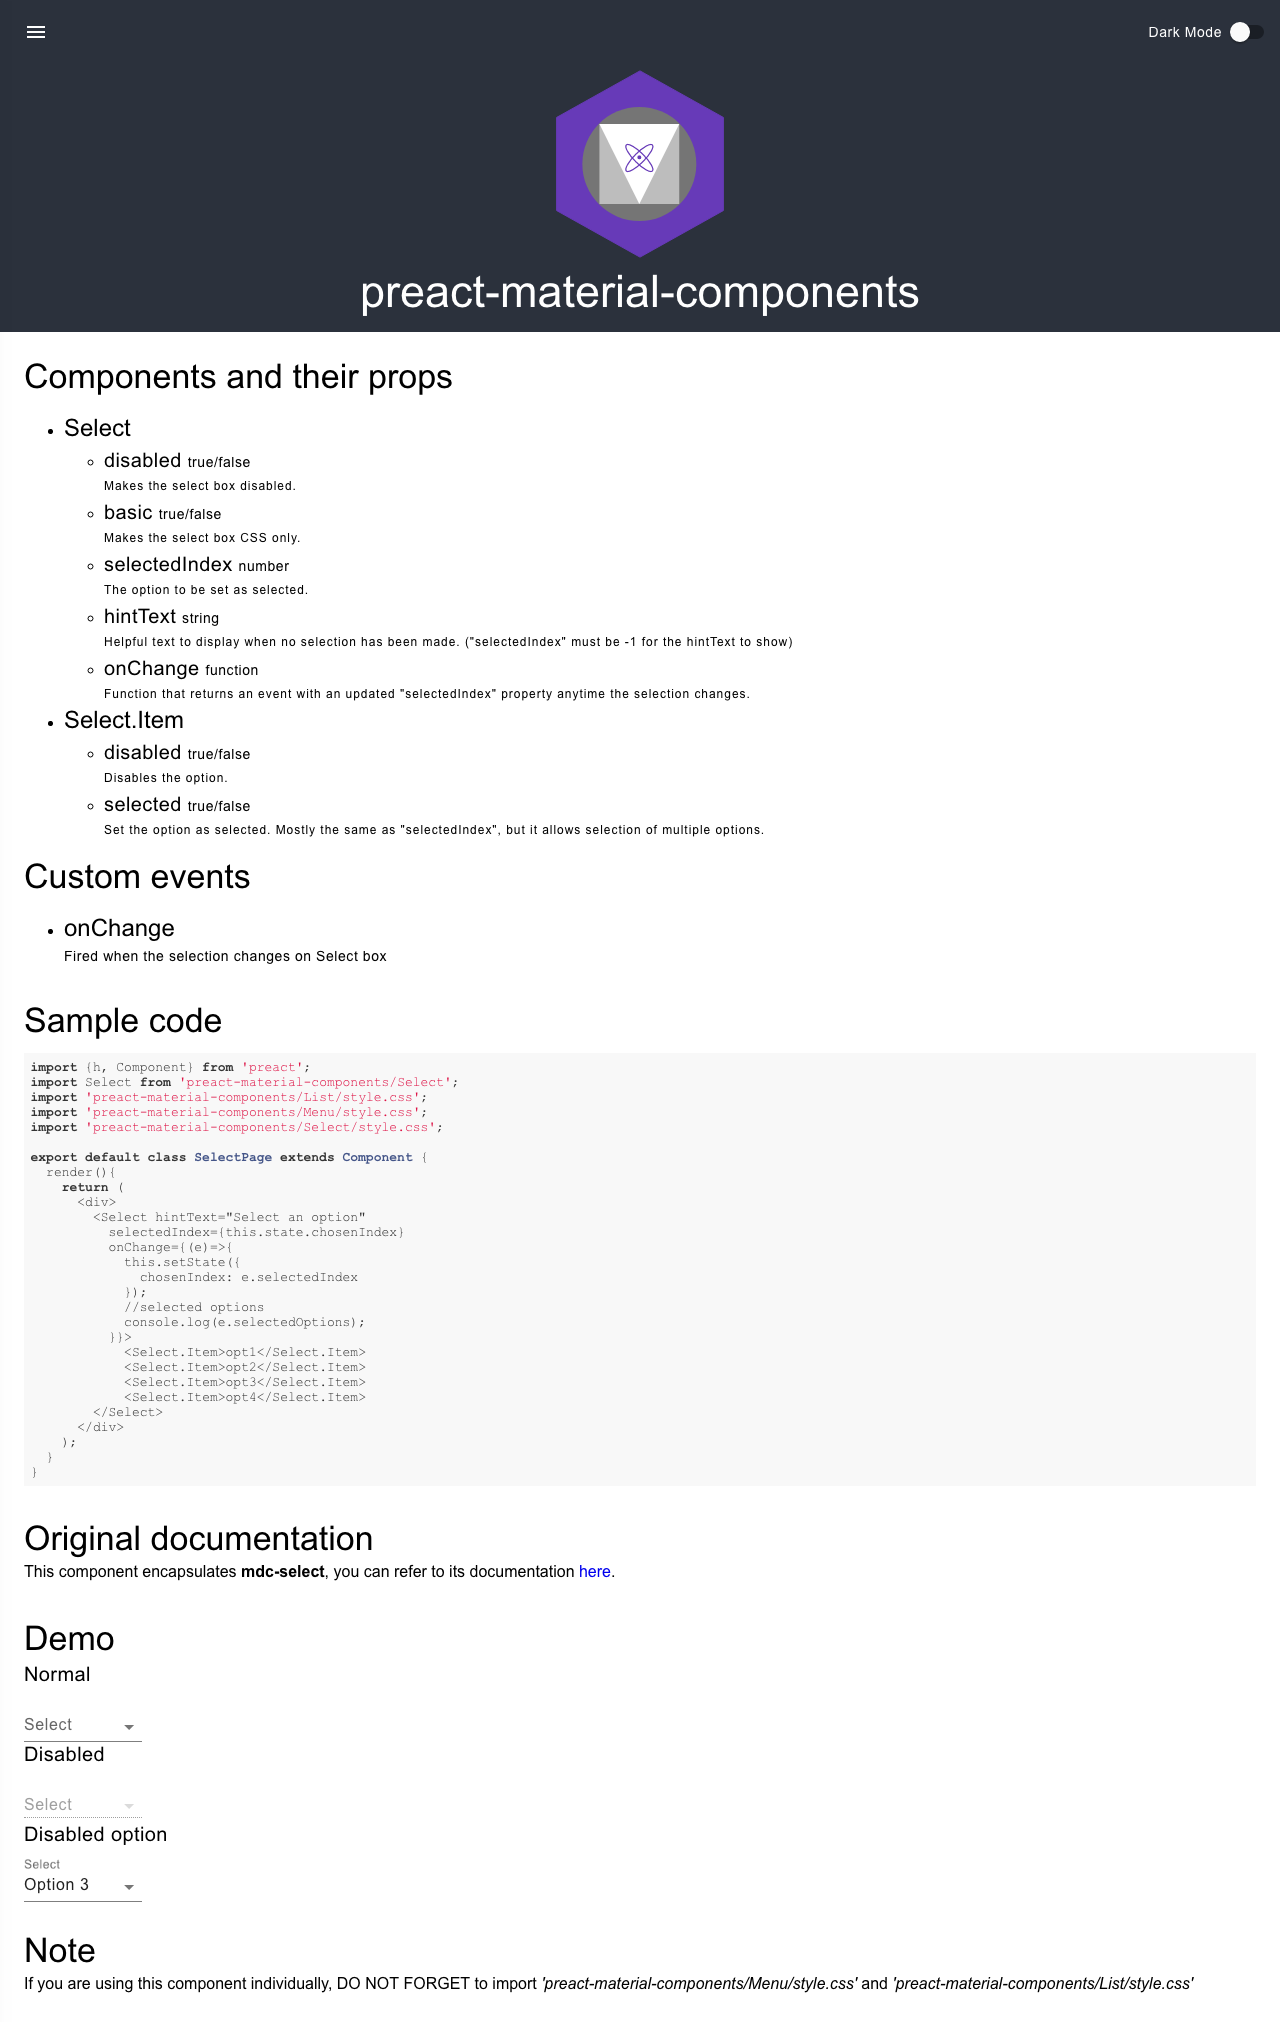 Dark Mode
preact-material-components
Components and their props
Select
disabled true/false
Makes the select box disabled.
basic true/false
Makes the select box CSS only.
selectedIndex number
The option to be set as selected.
hintText string
Helpful text to display when no selection has been made. ("selectedIndex" must be -1 for the hintText to show)
onChange function
Function that returns an event with an updated "selectedIndex" property anytime the selection changes.
Select.Item
disabled true/false
Disables the option.
selected true/false
Set the option as selected. Mostly the same as "selectedIndex", but it allows selection of multiple options.
Custom events
onChange
Fired when the selection changes on Select box
Sample code
import {h, Component} from 'preact';
import Select from 'preact-material-components/Select';
import 'preact-material-components/List/style.css';
import 'preact-material-components/Menu/style.css';
import 'preact-material-components/Select/style.css';
export default class SelectPage extends Component {
render(){
return (
<div>
<Select hintText="Select an option"
selectedIndex={this.state.chosenIndex}
onChange={(e)=>{
this.setState({
chosenIndex: e.selectedIndex
});
//selected options
console.log(e.selectedOptions);
}}>
<Select.Item>opt1</Select.Item>
<Select.Item>opt2</Select.Item>
<Select.Item>opt3</Select.Item>
<Select.Item>opt4</Select.Item>
</Select>
</div>
);
}
}
Original documentation
This component encapsulates mdc-select, you can refer to its documentation here.
Demo
Normal
Select
Disabled
Select
Disabled option
Select
Option 3
Note
If you are using this component individually, DO NOT FORGET to import 'preact-material-components/Menu/style.css' and 'preact-material-components/List/style.css'